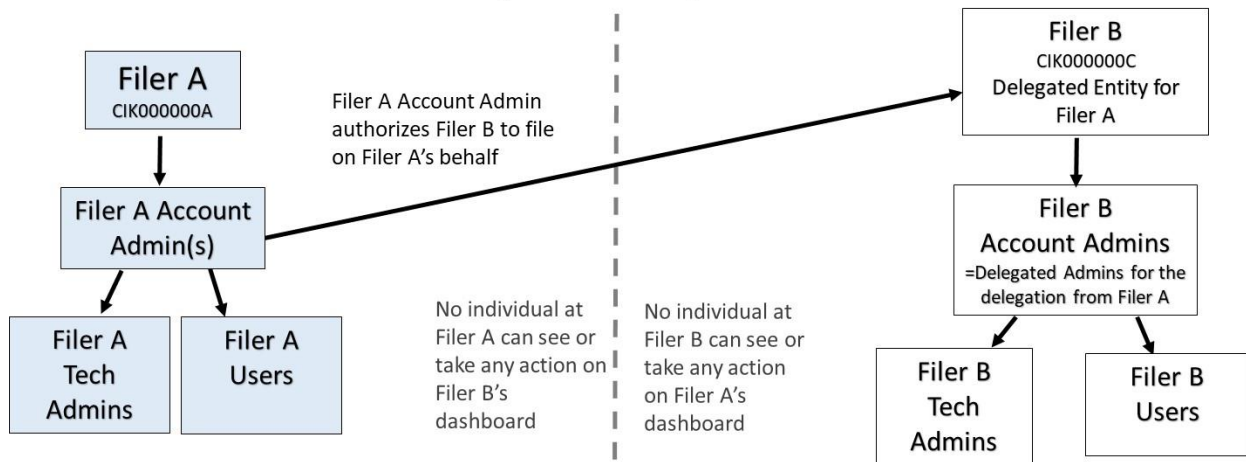 Filer A
CIK000000A
Filer A Account
Admin(s)
Filer A
Tech
Admins
Filer A
Users
Filer A Account Admin
authorizes Filer B to file
on Filer A’s behalf
No individual at
Filer A can see or
take any action on
Filer B’s
dashboard
No individual at
Filer B can see or
take any action
on Filer A’s
dashboard
Filer B
CIK000000C
Delegated Entity for
Filer A
Filer B
Account Admins
=Delegated Admins for the
delegation from Filer A
Filer B
Tech
Admins
Filer B
Users